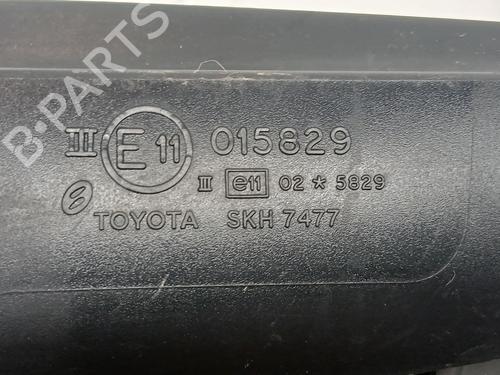 B-PARTS
III E 11 015829
II e11 02 * 5829
TOYOTA SKH 7477